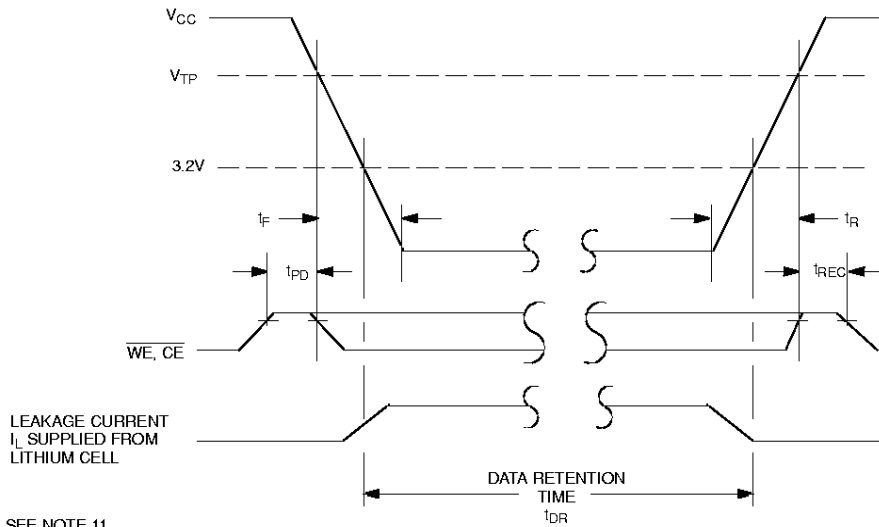 VCC
VTP
3.2V
tF
tR
tPD
tREC
WE, CE
LEAKAGE CURRENT
IL SUPPLIED FROM
LITHIUM CELL
DATA RETENTION
TIME
tDR
SEE NOTE 11